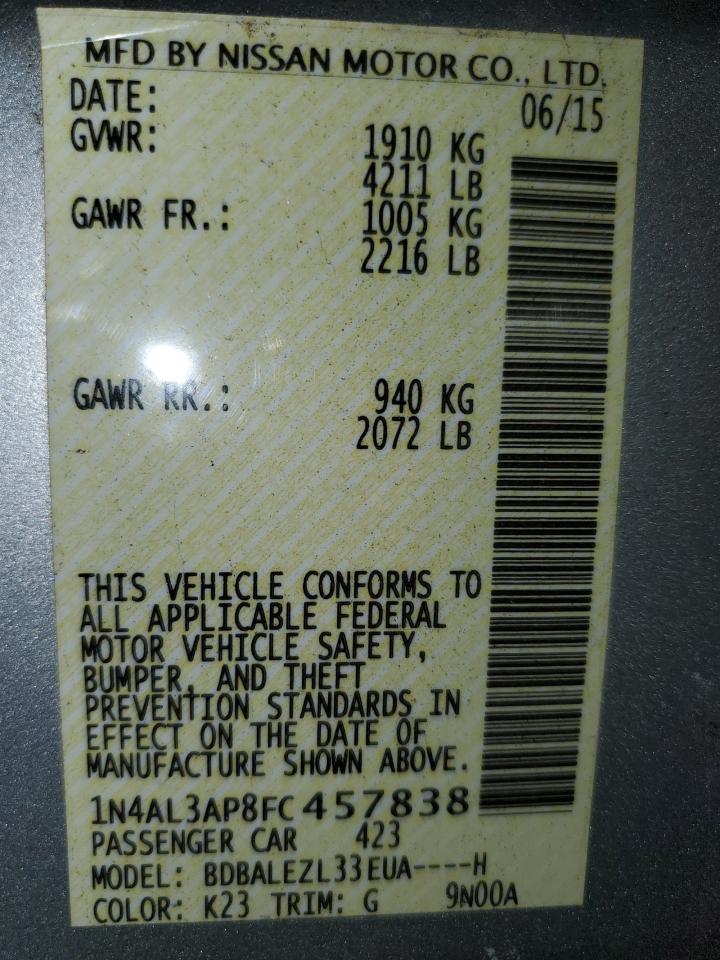 MFD BY NISSAN MOTOR CO., LTD.
DATE: 06/15
GVWR: 1910 KG
4211 LB
GAWR FR.: 1005 KG
2216 LB
GAWR RR.: 940 KG
2072 LB
THIS VEHICLE CONFORMS TO
ALL APPLICABLE FEDERAL
MOTOR VEHICLE SAFETY,
BUMPER, AND THEFT
PREVENTION STANDARDS IN
EFFECT ON THE DATE OF
MANUFACTURE SHOWN ABOVE.
1N4AL3AP8FC457838
PASSENGER CAR 423
MODEL: BDBALEZL33EUA----H
COLOR: K23 TRIM: G 9N00A